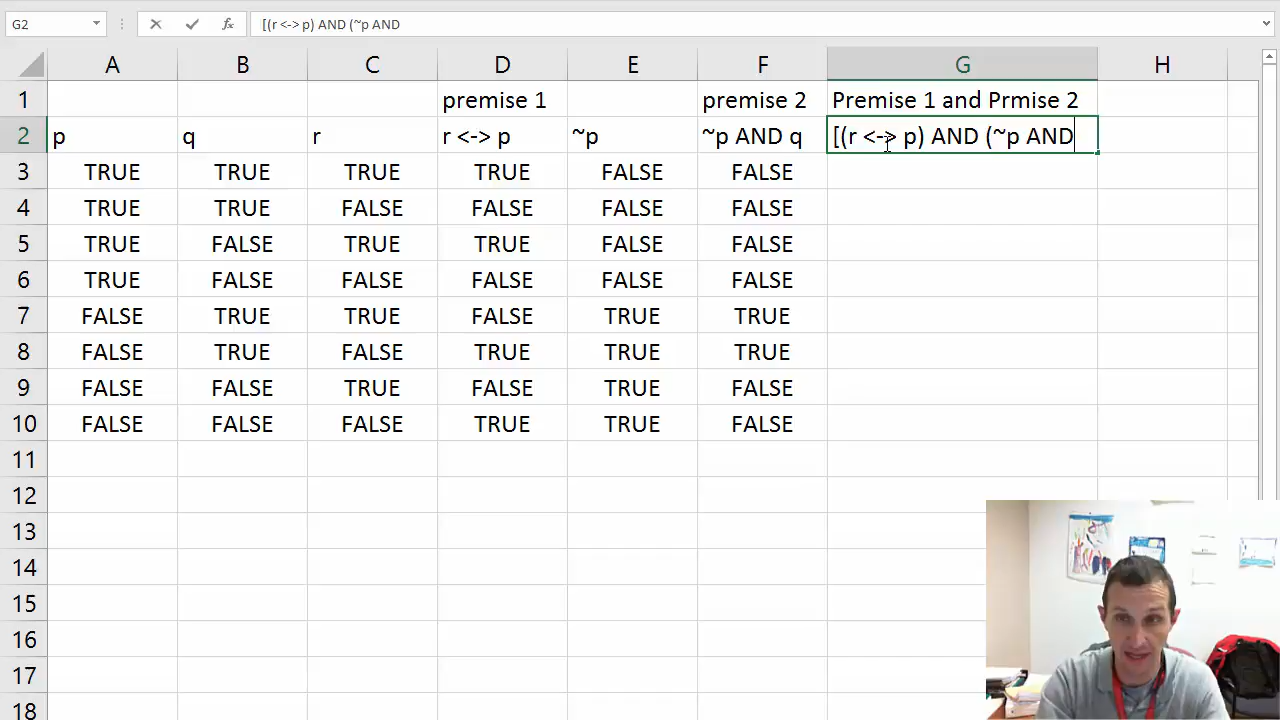 G2 fx [(r <-> p) AND (~p AND
A B C D E F G H
1 premise 1 premise 2 Premise 1 and Prmise 2
2 p q r r <-> p ~p ~p AND q [(r <-> p) AND (~p AND
3 TRUE TRUE TRUE TRUE FALSE FALSE
4 TRUE TRUE FALSE FALSE FALSE FALSE
5 TRUE FALSE TRUE TRUE FALSE FALSE
6 TRUE FALSE FALSE FALSE FALSE FALSE
7 FALSE TRUE TRUE FALSE TRUE TRUE
8 FALSE TRUE FALSE TRUE TRUE TRUE
9 FALSE FALSE TRUE FALSE TRUE FALSE
10 FALSE FALSE FALSE TRUE TRUE FALSE
11
12
13
14
15
16
17
18